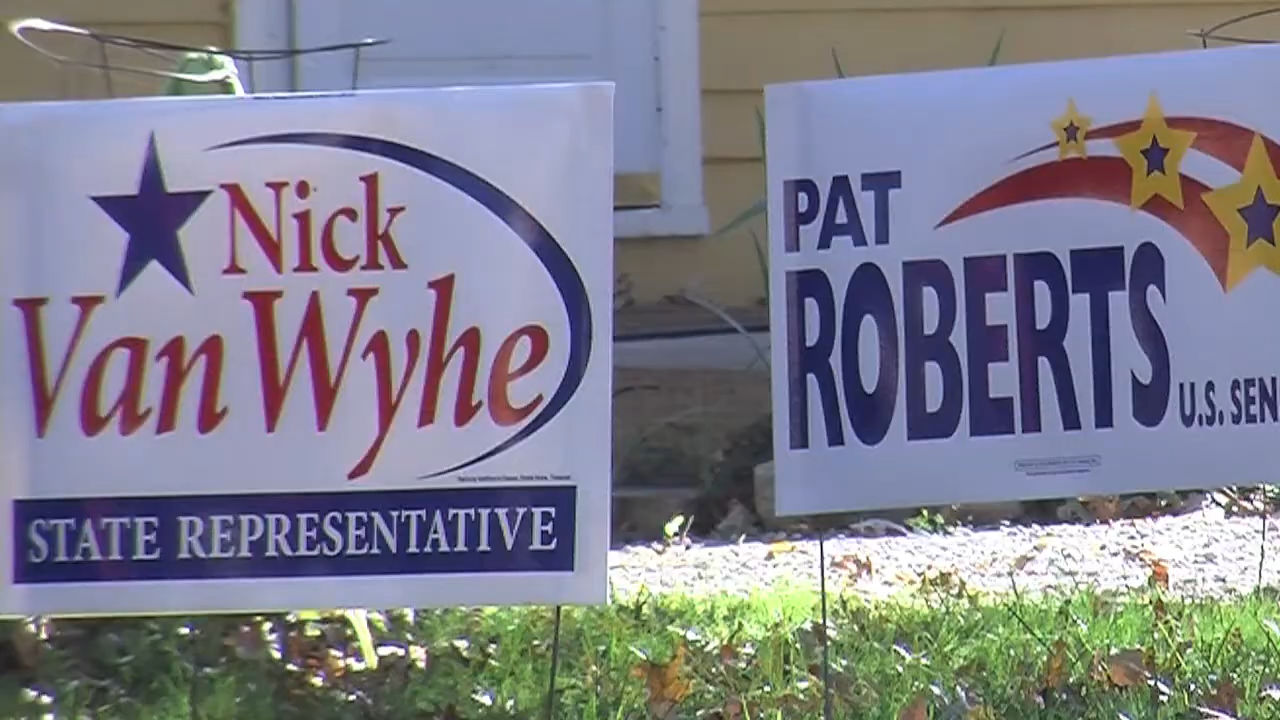 Nick
Van Wyhe
STATE REPRESENTATIVE
PAT
ROBERTS
U.S. SEN